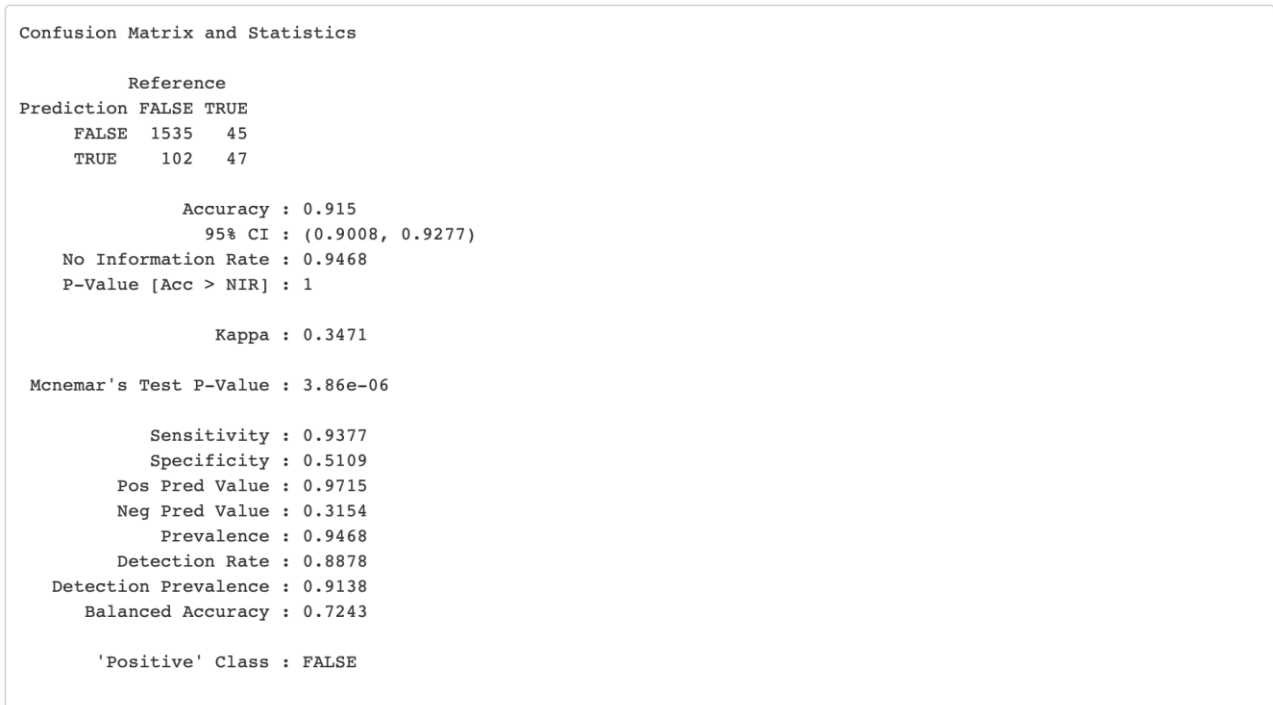 Confusion Matrix and Statistics
Reference
Prediction FALSE TRUE
FALSE 1535 45
TRUE 102 47
Accuracy : 0.915
95% CI : (0.9008, 0.9277)
No Information Rate : 0.9468
P-Value [Acc > NIR] : 1
Kappa : 0.3471
Mcnemar's Test P-Value : 3.86e-06
Sensitivity : 0.9377
Specificity : 0.5109
Pos Pred Value : 0.9715
Neg Pred Value : 0.3154
Prevalence : 0.9468
Detection Rate : 0.8878
Detection Prevalence : 0.9138
Balanced Accuracy : 0.7243
'Positive' Class : FALSE